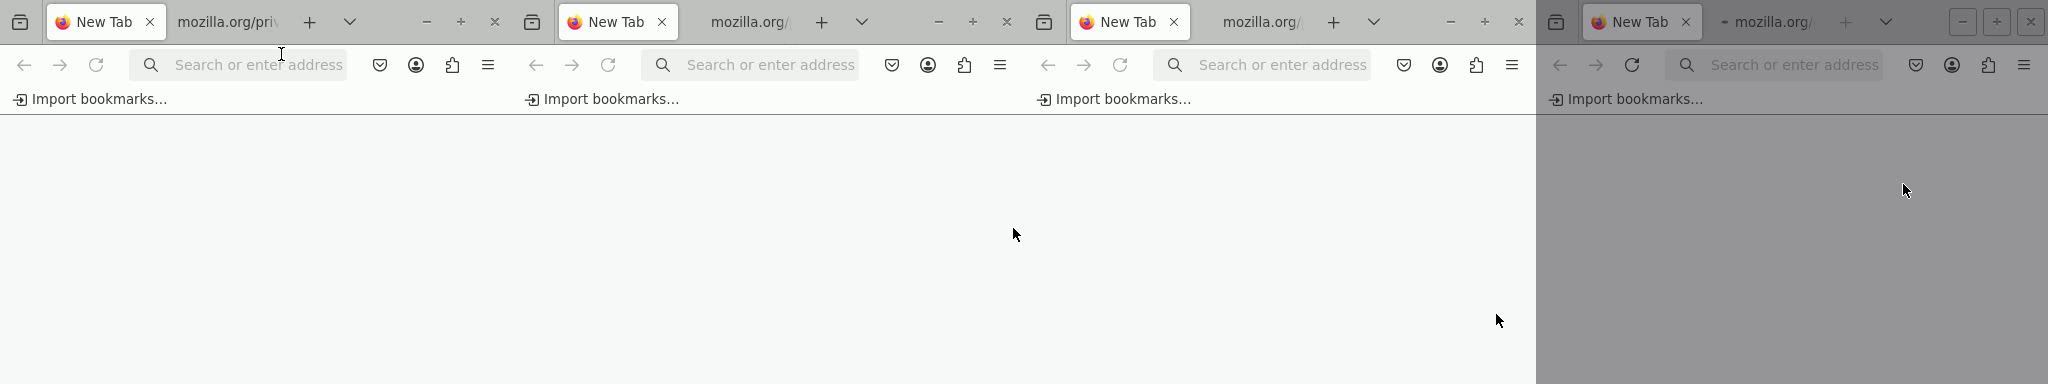 New Tab mozilla.org/priv New Tab mozilla.org/ New Tab mozilla.org/ New Tab mozilla.org/
Search or enter address Search or enter address Search or enter address Search or enter address
Import bookmarks... Import bookmarks... Import bookmarks... Import bookmarks...